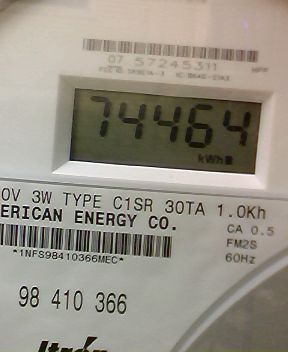 07 57245311
74464
kWh
0V 3W TYPE C1SR 30TA 1.0Kh
ERICAN ENERGY CO.
CA 0.5
FM2S
*1NFS98410366MEC*
60Hz
98 410 366
Itrón